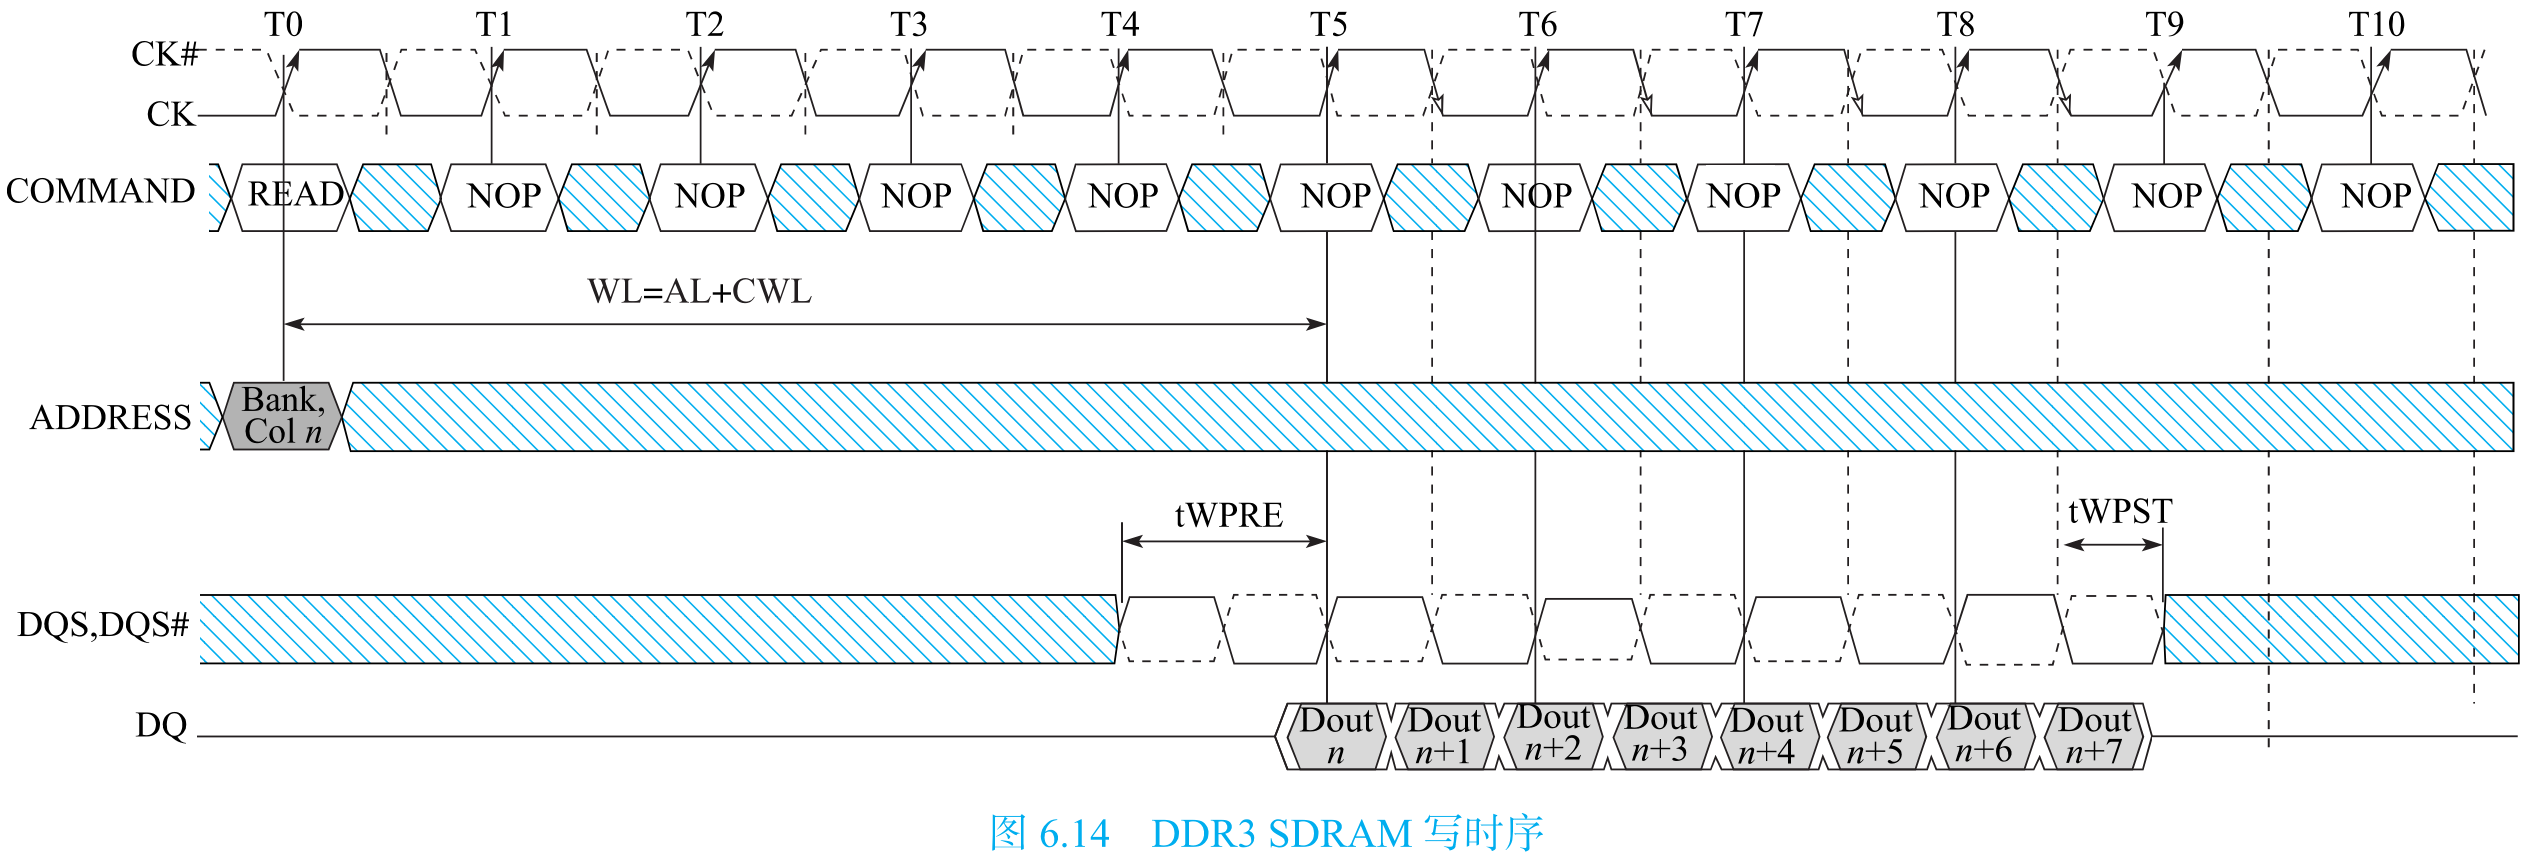 T0 T1 T2 T3 T4 T5 T6 T7 T8 T9 T10
CK#
CK
COMMAND READ NOP NOP NOP NOP NOP NOP NOP NOP NOP NOP
WL=AL+CWL
ADDRESS Bank,
Col n
tWPRE tWPST
DQS,DQS#
DQ Dout Dout Dout Dout Dout Dout Dout Dout
n n+1 n+2 n+3 n+4 n+5 n+6 n+7
图 6.14 DDR3 SDRAM 写时序